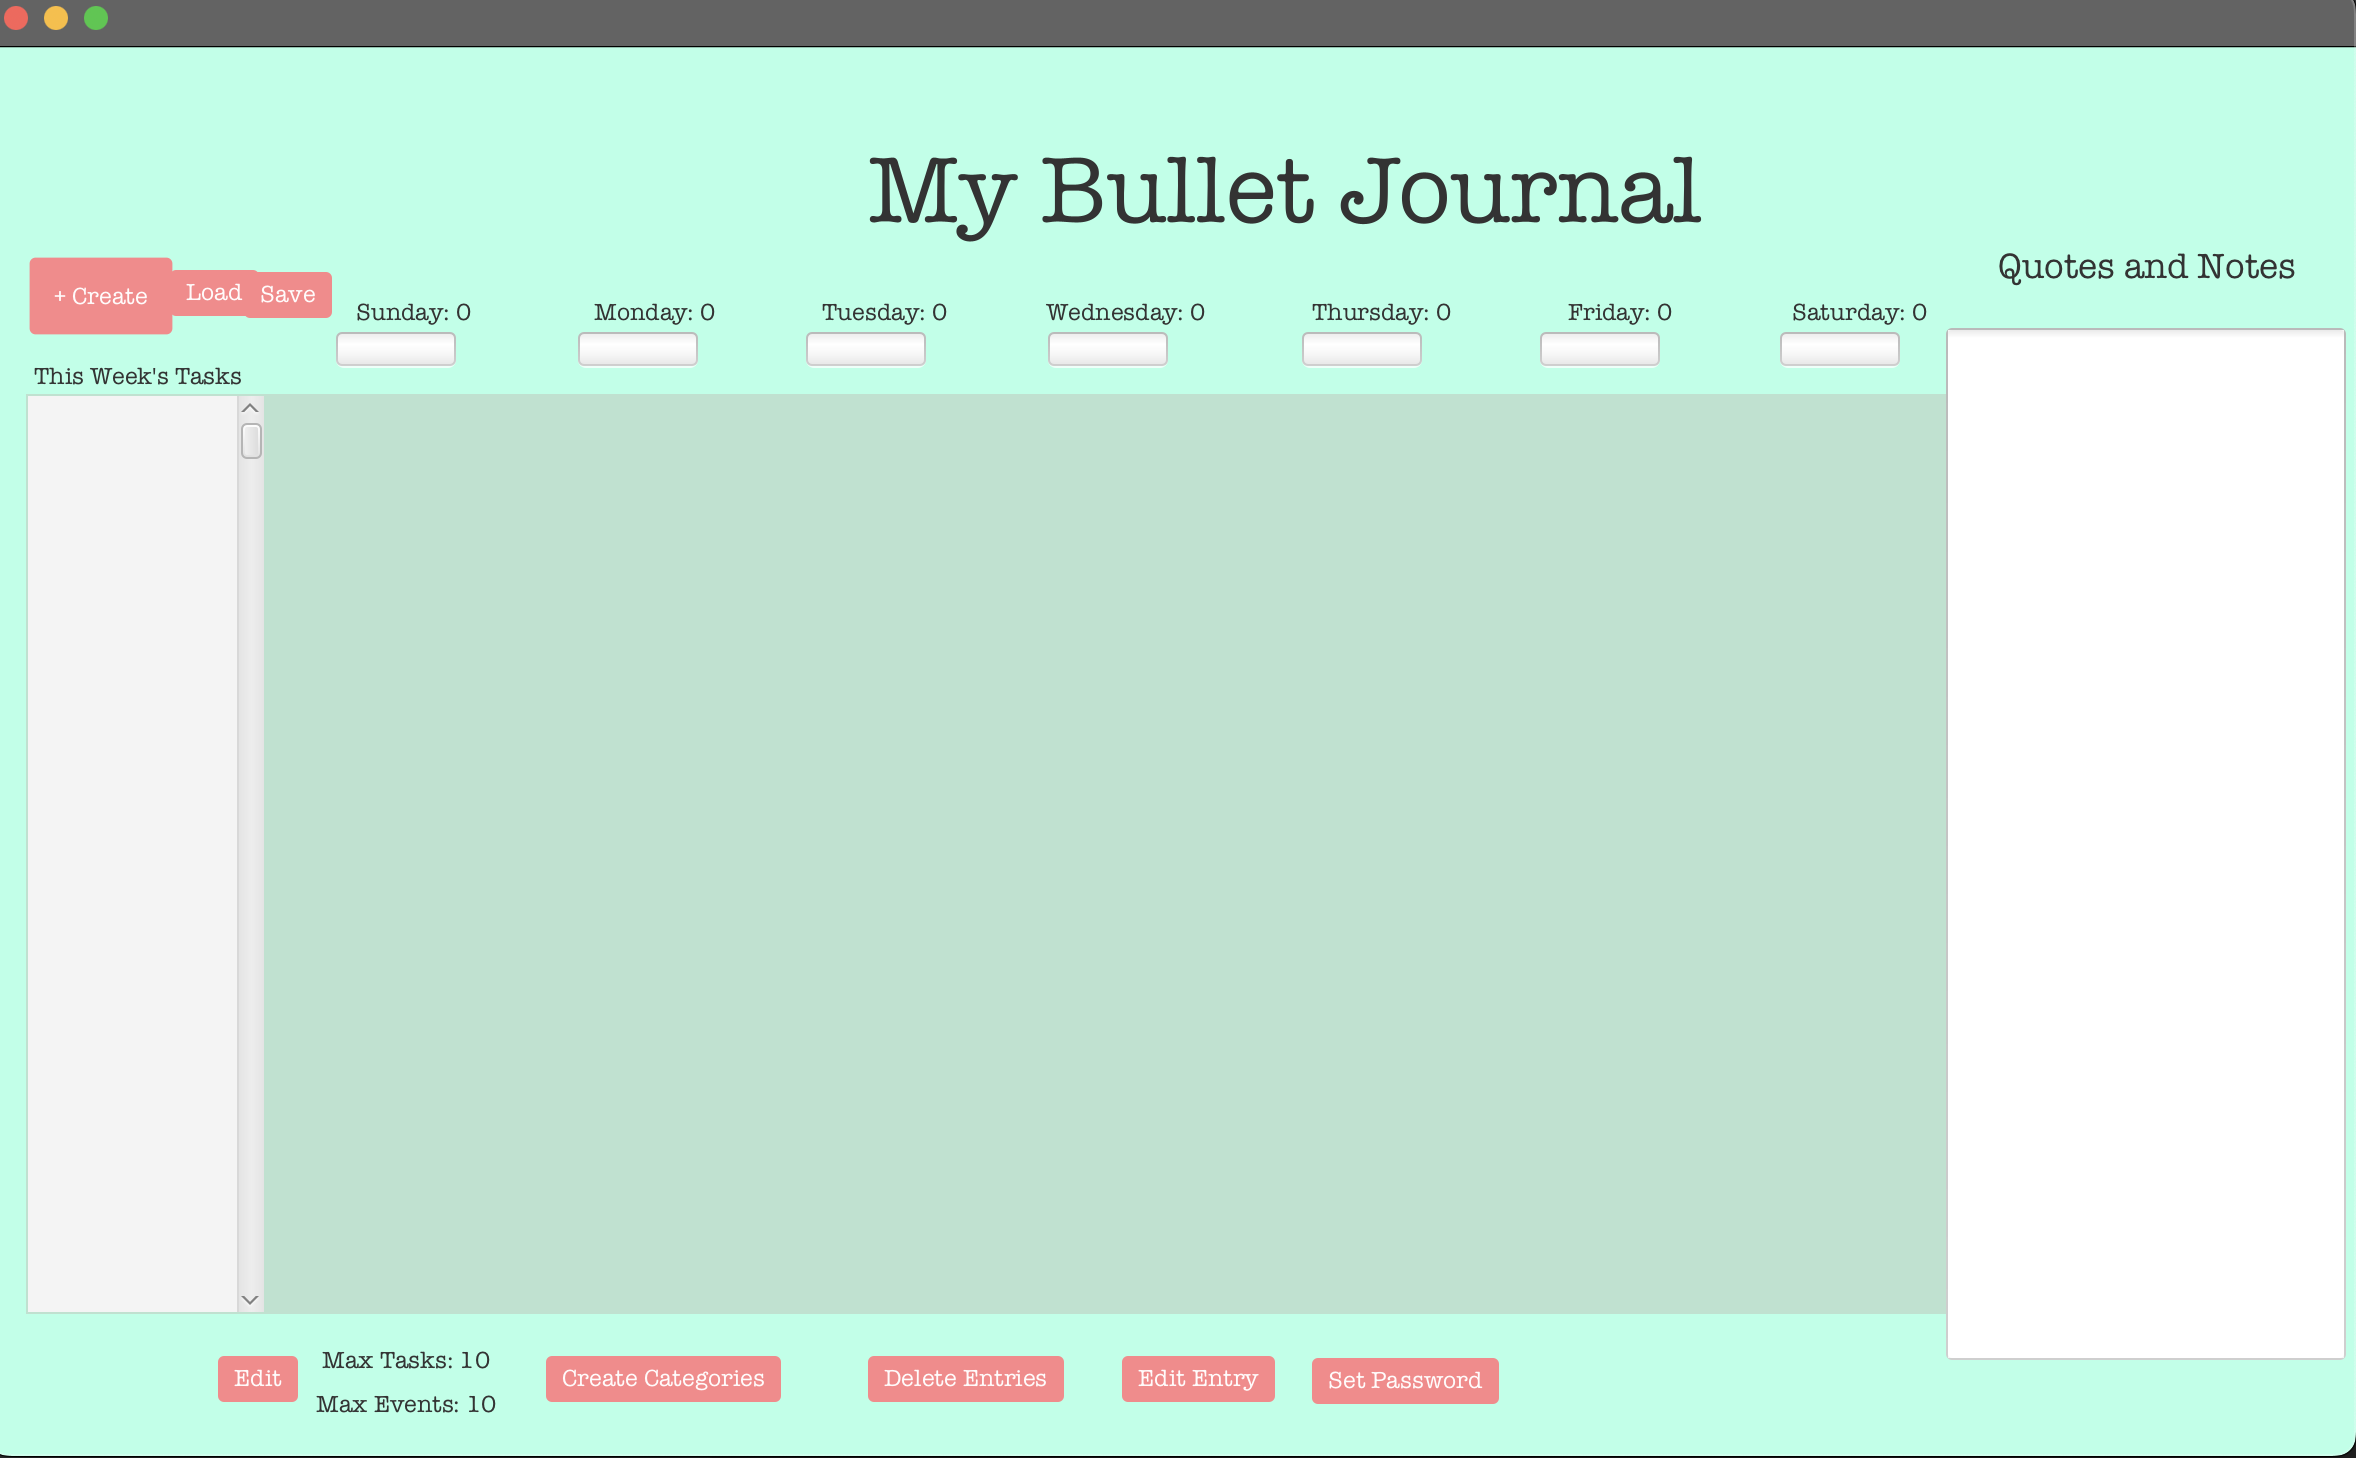 My Bullet Journal
Quotes and Notes
+ Create
Load
Save
Sunday: 0
Monday: 0
Tuesday: 0
Wednesday: 0
Thursday: 0
Friday: 0
Saturday: 0
This Week's Tasks
Edit
Max Tasks: 10
Max Events: 10
Create Categories
Delete Entries
Edit Entry
Set Password